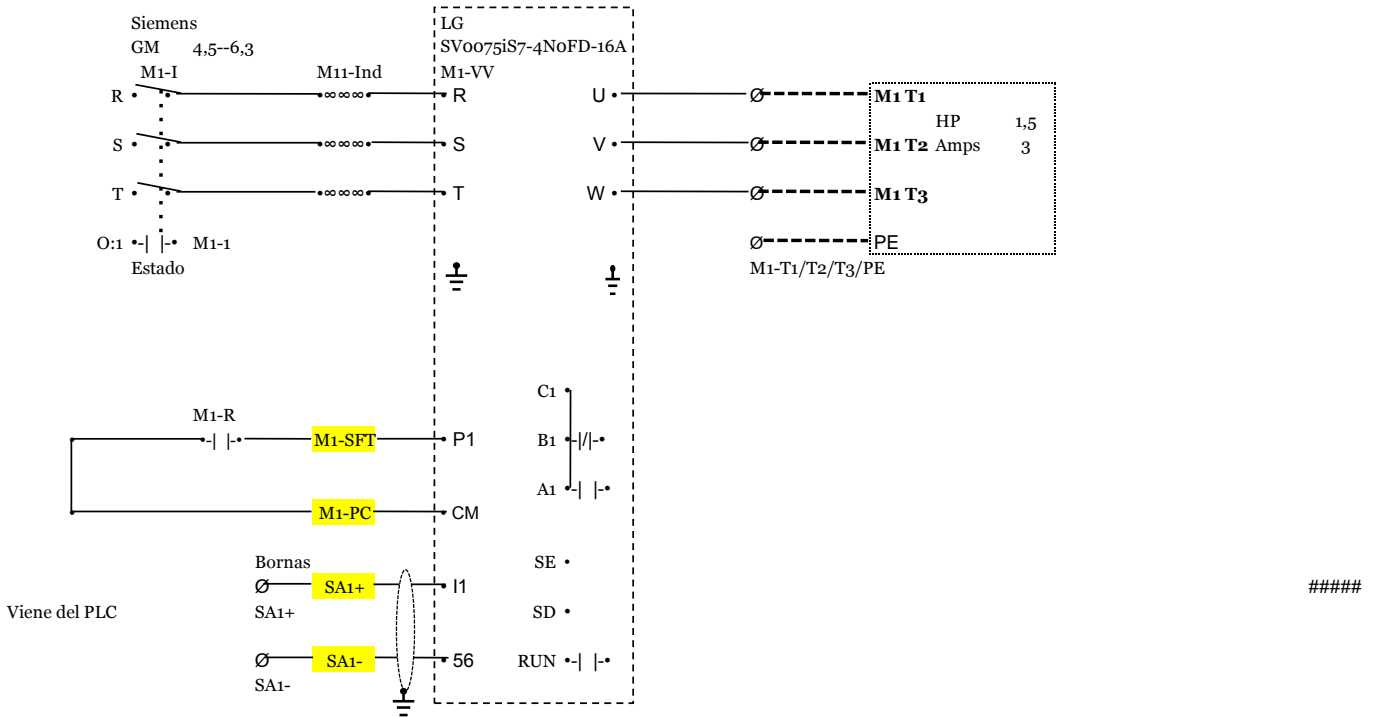 Siemens
GM 4,5--6,3
M1-I
M11-Ind
LG
SV0075iS7-4N0FD-16A
M1-VV
R
R
U
M1 T1
HP 1,5
S
S
V
M1 T2 Amps 3
T
T
W
M1 T3
O:1 -| |- M1-1
Estado
PE
M1-T1/T2/T3/PE
C1
M1-R
-| |-
M1-SFT
P1
B1 -|/|-
A1 -| |-
M1-PC
CM
Bornas
SE
Ø
SA1+
I1
#####
Viene del PLC
SA1+
SD
Ø
SA1-
56
RUN -| |-
SA1-